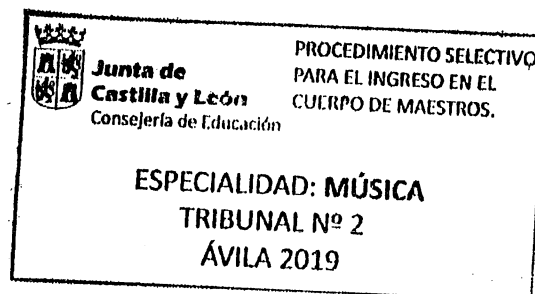 Junta de
Castilla y León
Consejería de Educación
PROCEDIMIENTO SELECTIVO
PARA EL INGRESO EN EL
CUERPO DE MAESTROS.
ESPECIALIDAD: MÚSICA
TRIBUNAL Nº 2
ÁVILA 2019